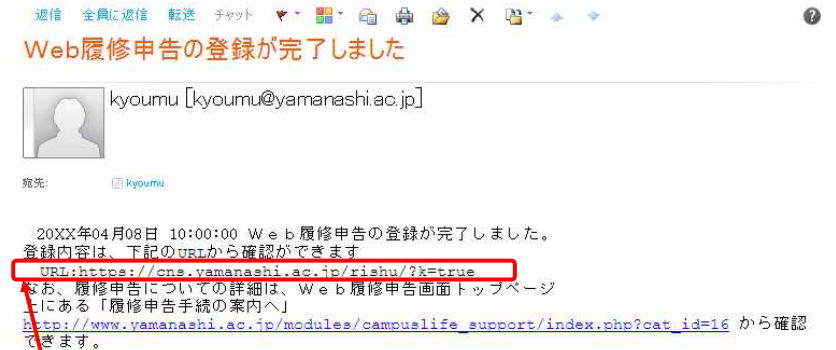 返信 全員に返信 転送 チャット
Web履修申告の登録が完了しました
kyoumu [kyoumu@yamanashi.ac.jp]
宛先: kyoumu
20XX年04月08日 10:00:00 Ｗｅｂ履修申告の登録が完了しました。
登録内容は、下記のURLから確認ができます
URL:https://cns.yamanashi.ac.jp/rishu/?k=true
なお、履修申告についての詳細は、Ｗｅｂ履修申告画面トップページ
上にある「履修申告手続の案内へ」
http://www.yamanashi.ac.jp/modules/campuslife_support/index.php?cat_id=16 から確認
できます。